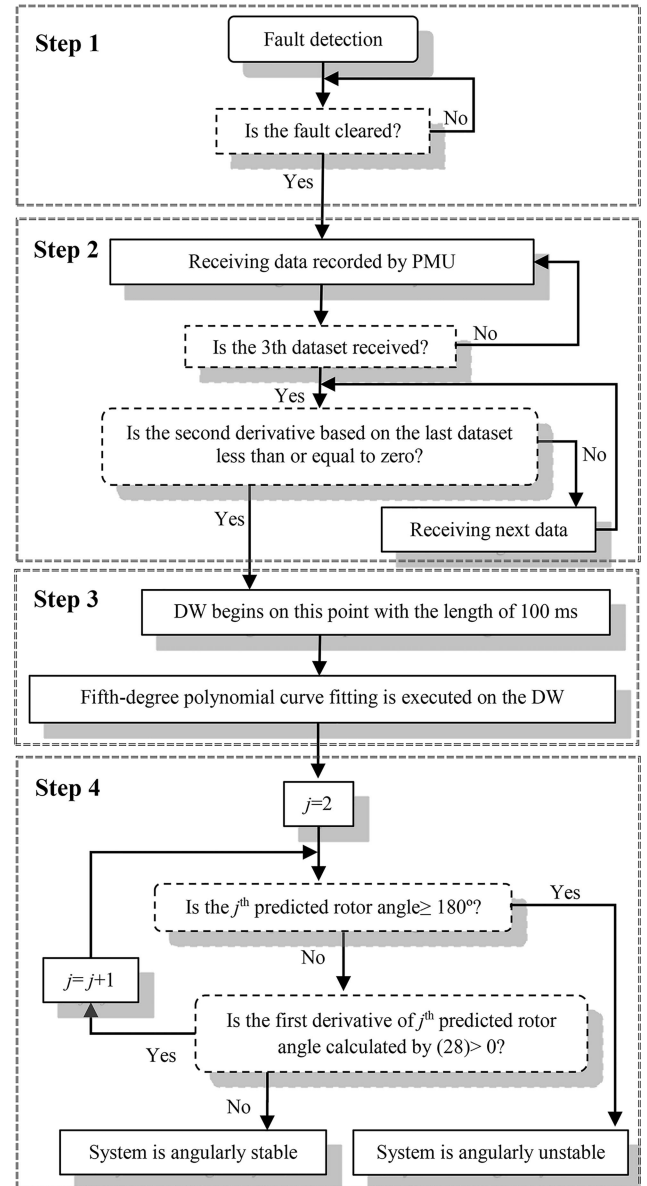 Step 1
Fault detection
Is the fault cleared?
No
Yes
Step 2
Receiving data recorded by PMU
Is the 3th dataset received?
No
Yes
Is the second derivative based on the last dataset
less than or equal to zero?
No
Yes
Receiving next data
Step 3
DW begins on this point with the length of 100 ms
Fifth-degree polynomial curve fitting is executed on the DW
Step 4
j=2
Is the jth predicted rotor angle≥ 180º?
Yes
No
j= j+1
Is the first derivative of jth predicted rotor
angle calculated by (28)> 0?
Yes
No
System is angularly stable
System is angularly unstable